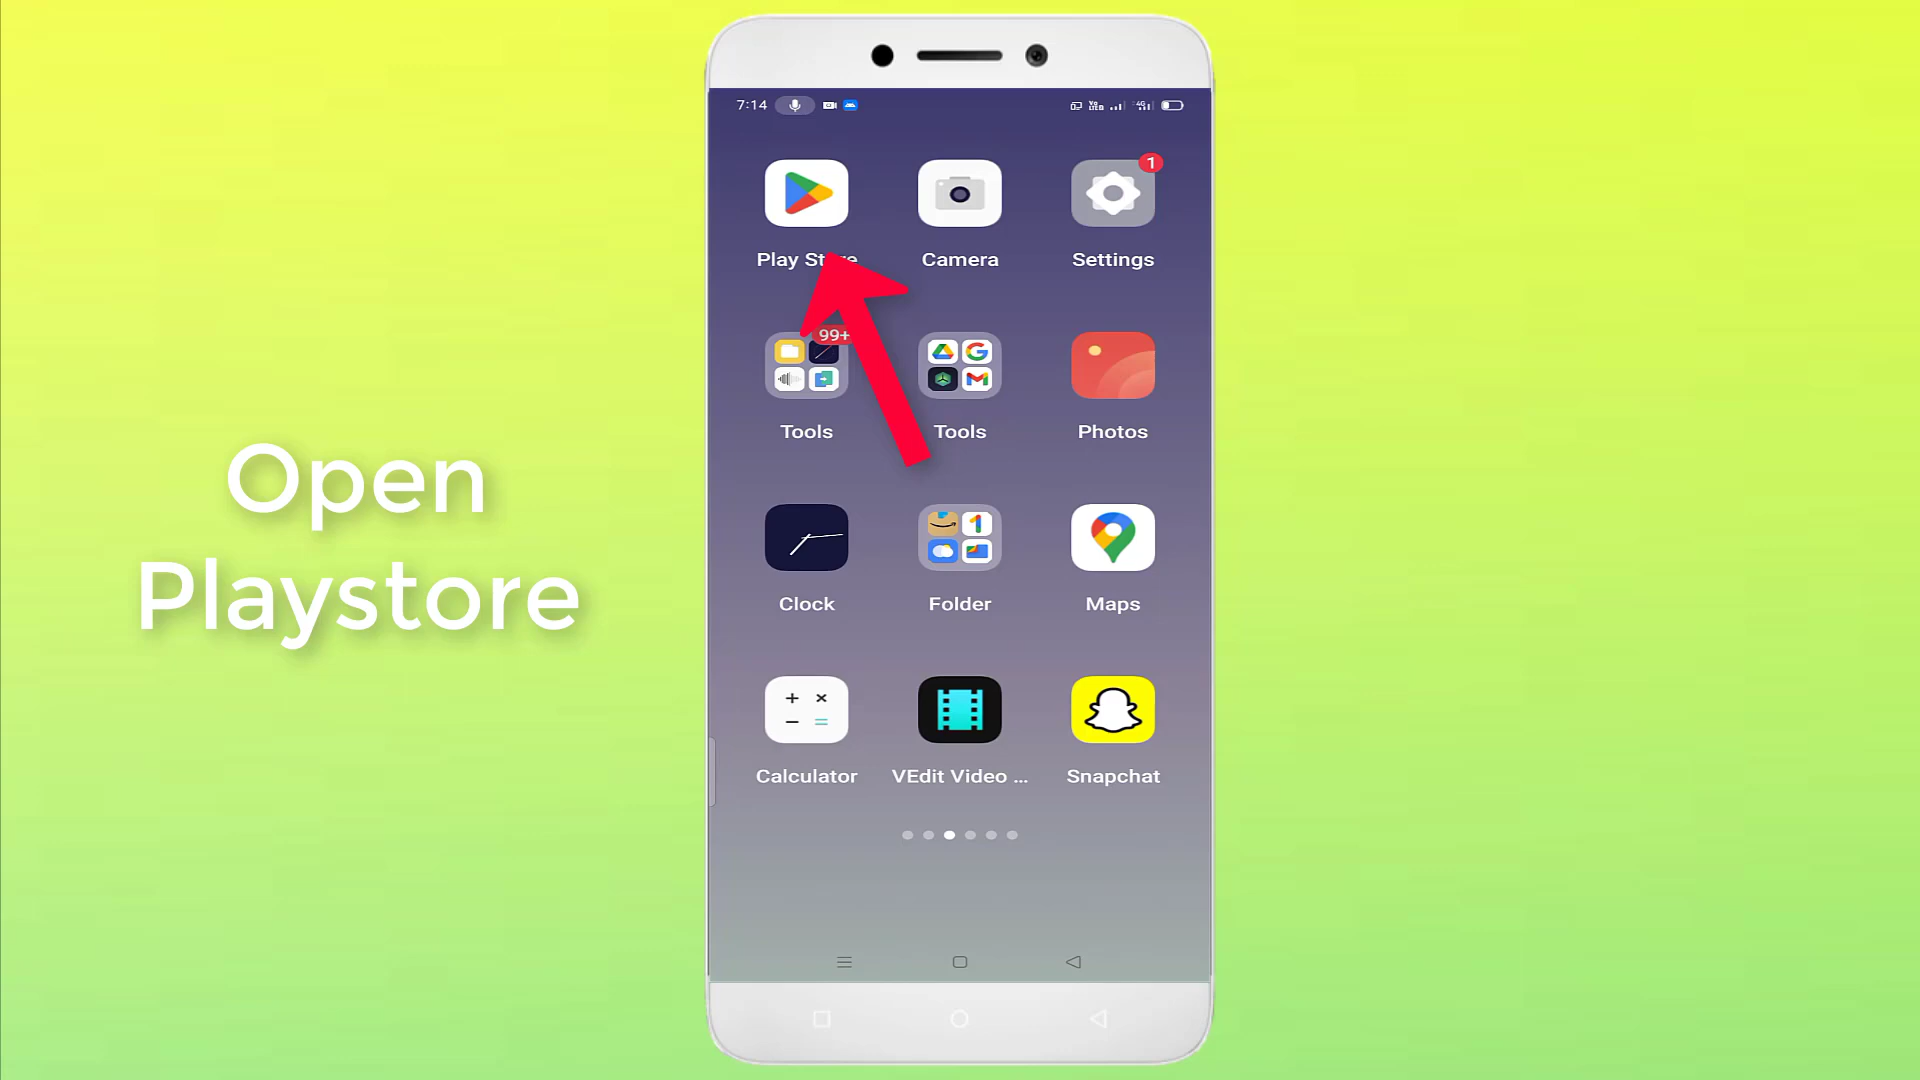 7:14
1
Play Store
Camera
Settings
99+
Tools
Tools
Photos
Open
Playstore
Clock
Folder
Maps
Calculator
VEdit Video ...
Snapchat